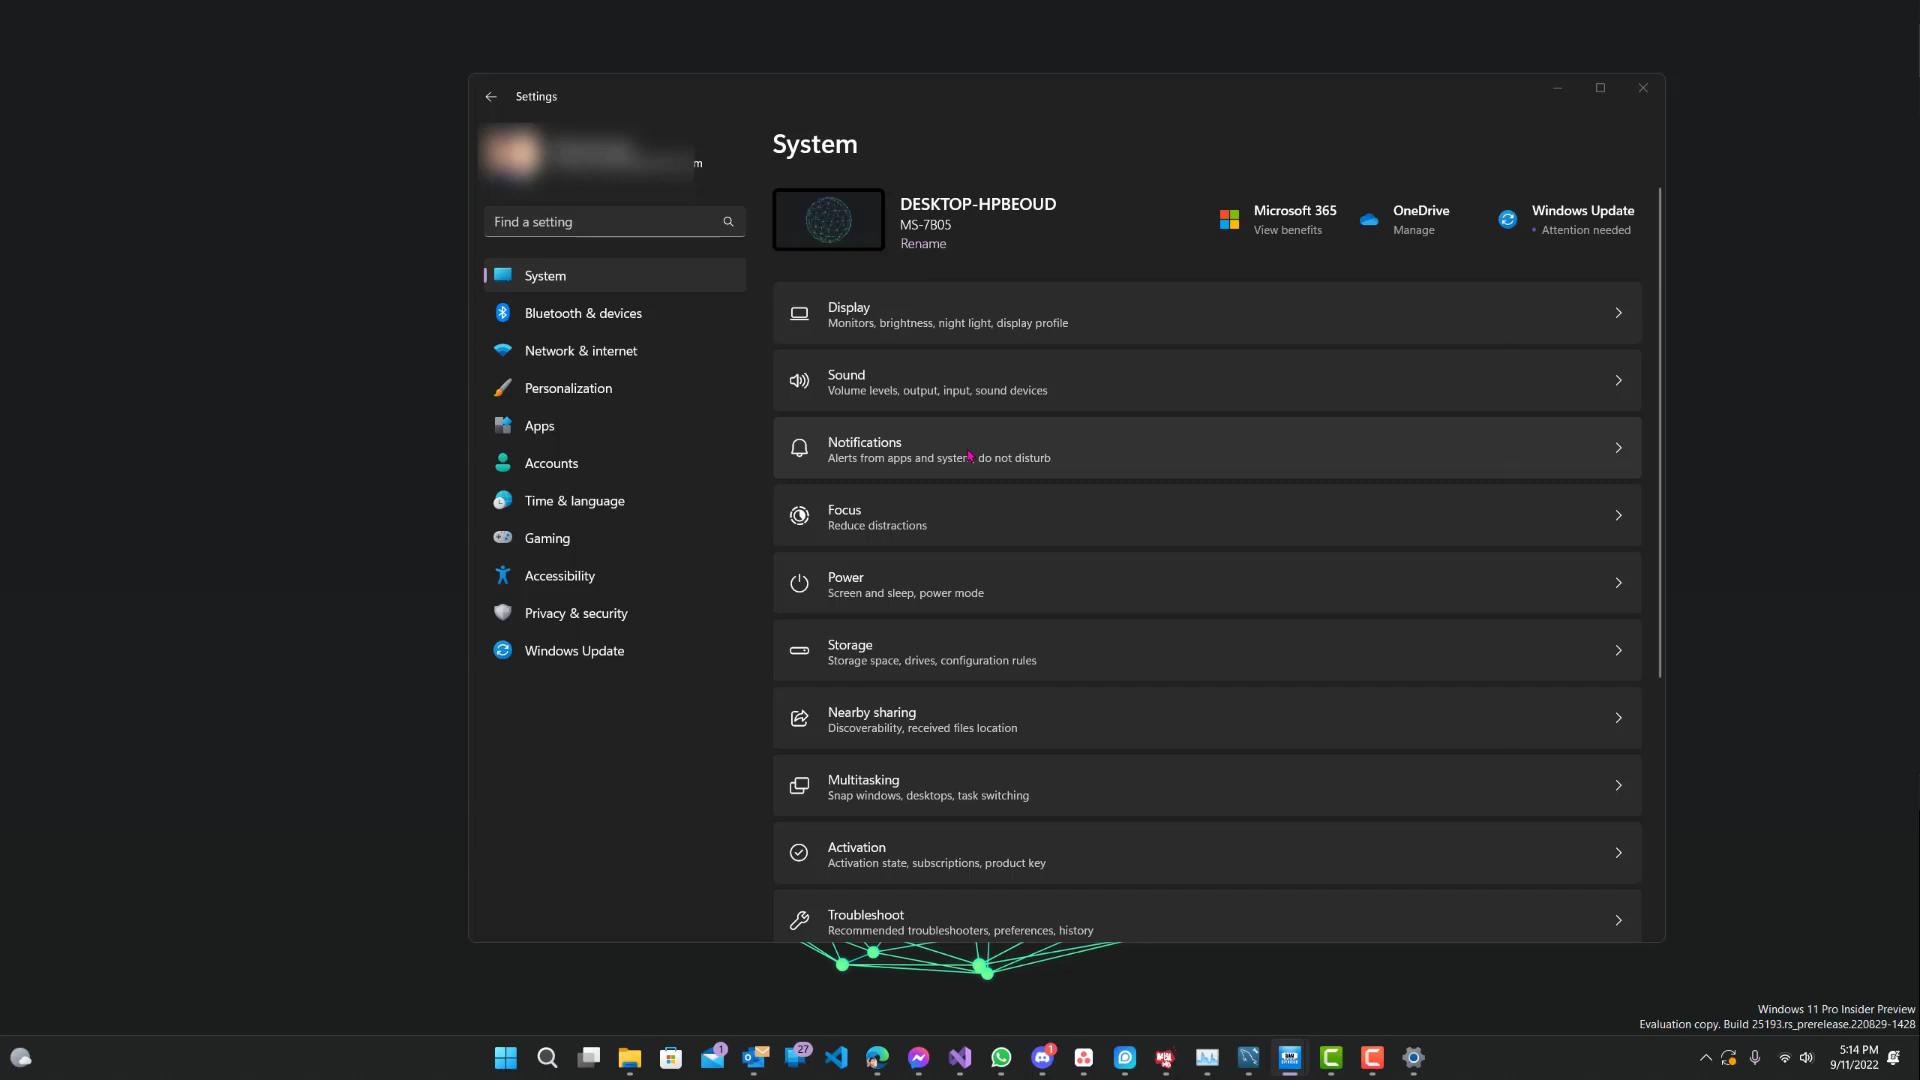 Settings
m
Find a setting
System
Bluetooth & devices
Network & internet
Personalization
Apps
Accounts
Time & language
Gaming
Accessibility
Privacy & security
Windows Update
System
DESKTOP-HPBEOUD
MS-7B05
Rename
Microsoft 365
View benefits
OneDrive
Manage
Windows Update
• Attention needed
Display
Monitors, brightness, night light, display profile
Sound
Volume levels, output, input, sound devices
Notifications
Alerts from apps and system, do not disturb
Focus
Reduce distractions
Power
Screen and sleep, power mode
Storage
Storage space, drives, configuration rules
Nearby sharing
Discoverability, received files location
Multitasking
Snap windows, desktops, task switching
Activation
Activation state, subscriptions, product key
Troubleshoot
Recommended troubleshooters, preferences, history
Windows 11 Pro Insider Preview
Evaluation copy. Build 25193.rs_prerelease.220829-1428
1
27
1
5:14 PM
9/11/2022